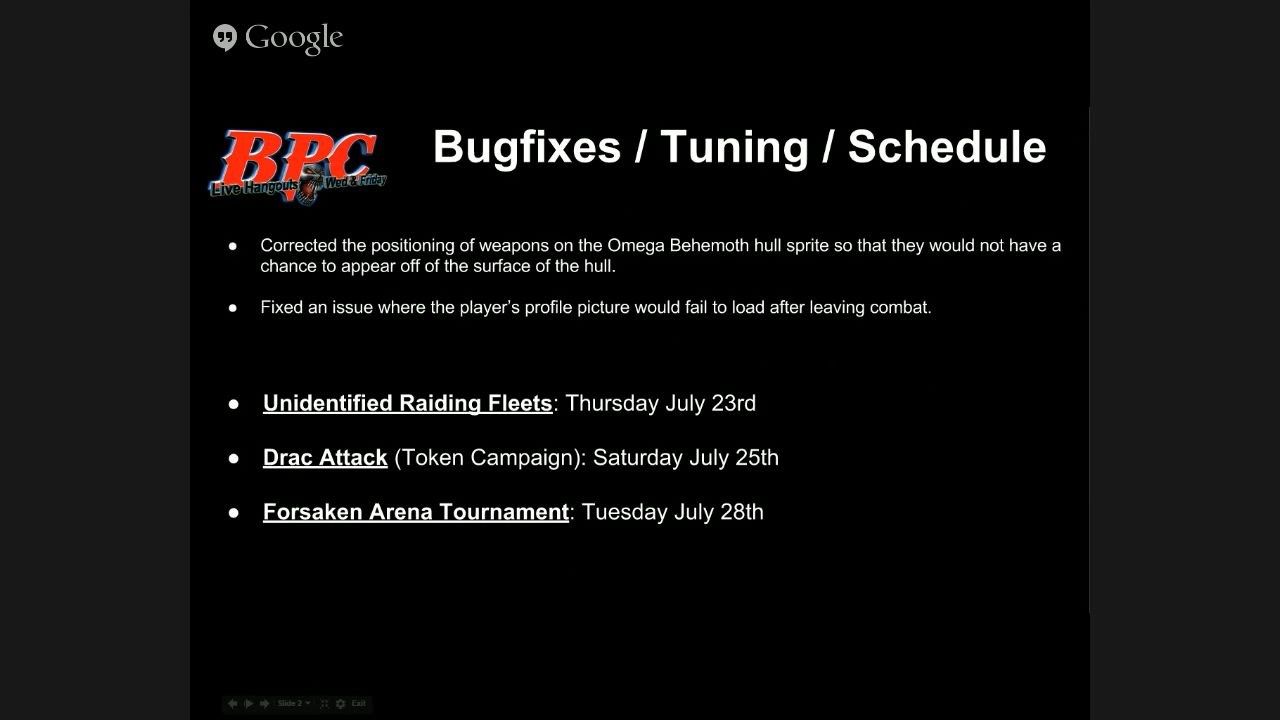 Google
BPC
Live Hangouts Wed & Friday
Bugfixes / Tuning / Schedule
● Corrected the positioning of weapons on the Omega Behemoth hull sprite so that they would not have a
chance to appear off of the surface of the hull.
● Fixed an issue where the player's profile picture would fail to load after leaving combat.
● Unidentified Raiding Fleets: Thursday July 23rd
● Drac Attack (Token Campaign): Saturday July 25th
● Forsaken Arena Tournament: Tuesday July 28th
Slide 2 Exit